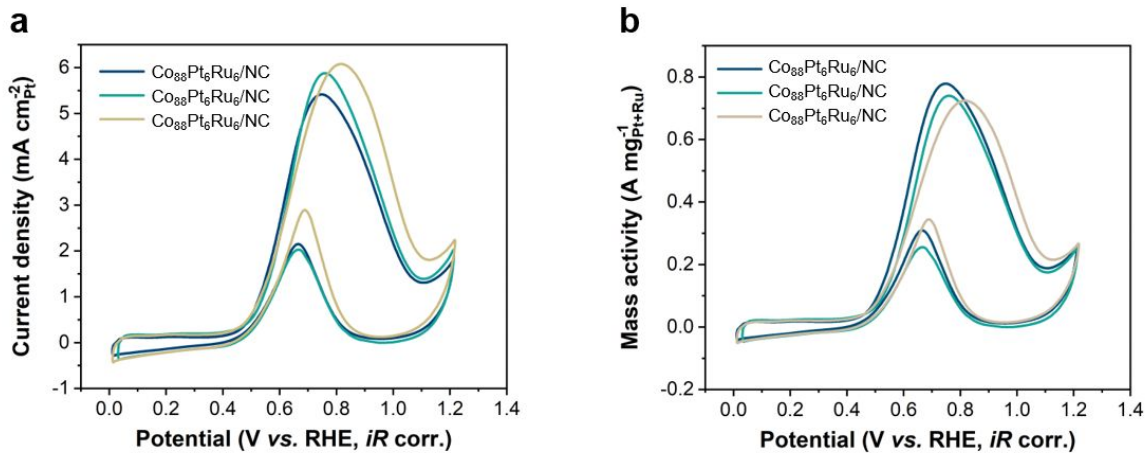 a
Current density (mA cm⁻²Pt)
6
5
4
3
2
1
0
-1
Co₈₈Pt₆Ru₆/NC
Co₈₈Pt₆Ru₆/NC
Co₈₈Pt₆Ru₆/NC
0.0 0.2 0.4 0.6 0.8 1.0 1.2 1.4
Potential (V vs. RHE, iR corr.)
b
Mass activity (A mg⁻¹Pt+Ru)
0.8
0.6
0.4
0.2
0.0
-0.2
Co₈₈Pt₆Ru₆/NC
Co₈₈Pt₆Ru₆/NC
Co₈₈Pt₆Ru₆/NC
0.0 0.2 0.4 0.6 0.8 1.0 1.2 1.4
Potential (V vs. RHE, iR corr.)